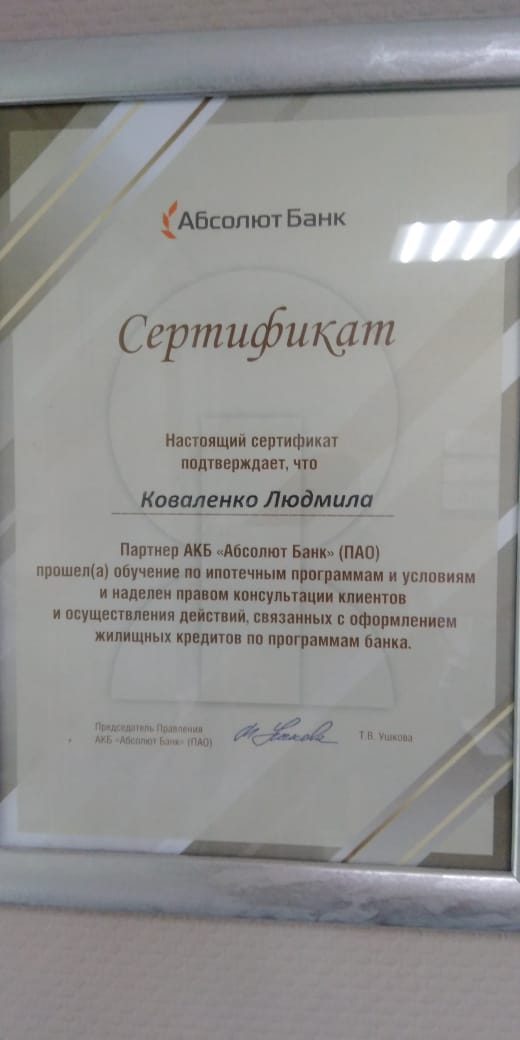 Абсолют Банк
Сертификат
Настоящий сертификат
подтверждает, что
Коваленко Людмила
Партнер АКБ «Абсолют Банк» (ПАО)
прошел(а) обучение по ипотечным программам и условиям
и наделен правом консультации клиентов
и осуществления действий, связанных с оформлением
жилищных кредитов по программам банка.
Председатель Правления
АКБ «Абсолют Банк» (ПАО)
Т.В. Ушкова